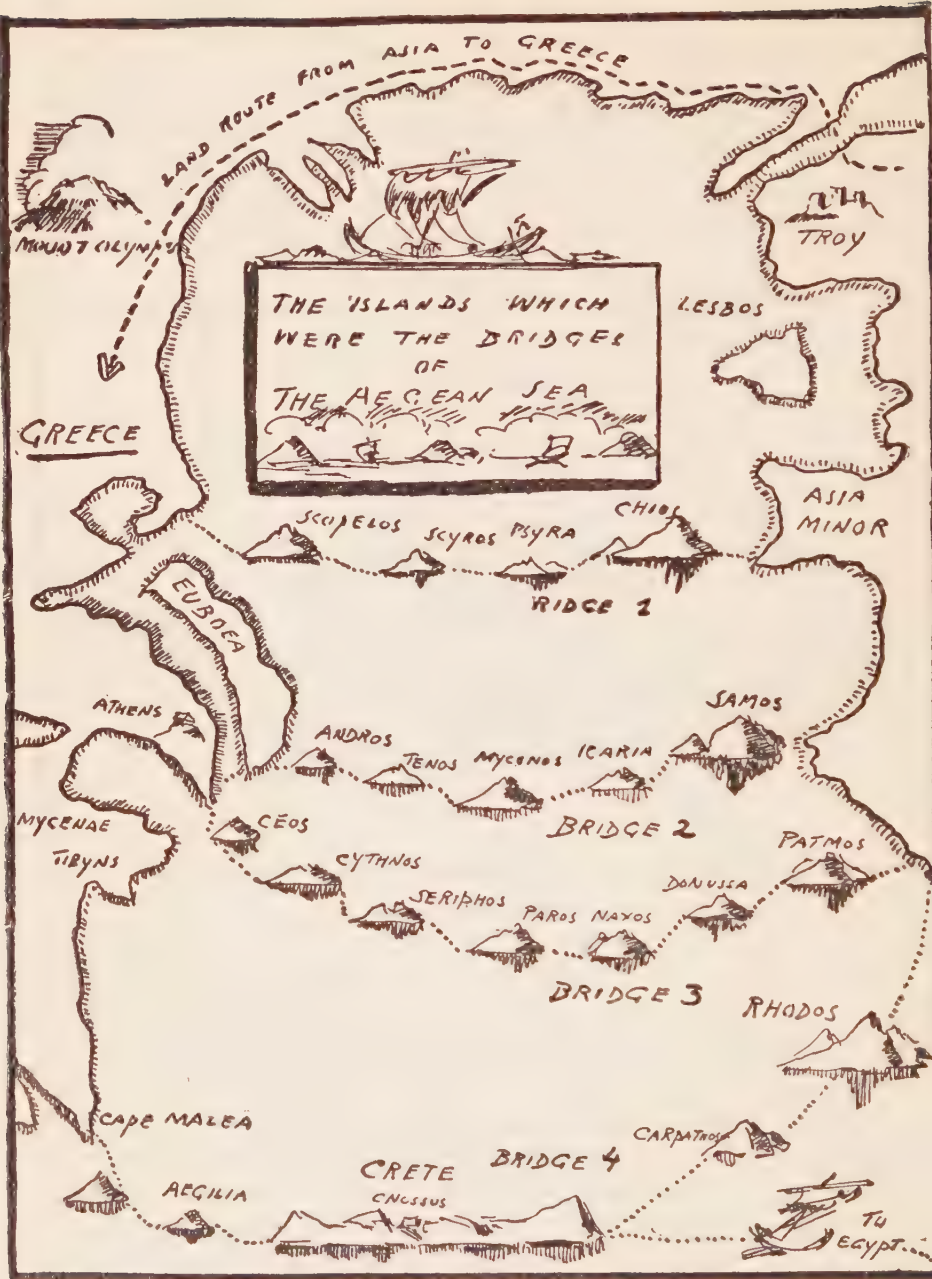 LAND ROUTE FROM ASIA TO GREECE
MOUNT OLYMPUS
TROY
THE ISLANDS WHICH
WERE THE BRIDGES
OF
THE AEGEAN SEA
LESBOS
GREECE
ASIA
MINOR
SCOPELOS
SCYROS
PSYRA
CHIOS
RIDGE 1
EUBOEA
ATHENS
ANDROS
TENOS
MYCONOS
ICARIA
SAMOS
BRIDGE 2
MYCENAE
TIRYNS
CEOS
CYTHNOS
SERIPHOS
PAROS
NAXOS
DONUSSA
PATMOS
BRIDGE 3
RHODOS
CAPE MALEA
CARPATHOS
BRIDGE 4
CRETE
CNOSSUS
AEGILIA
TO
EGYPT